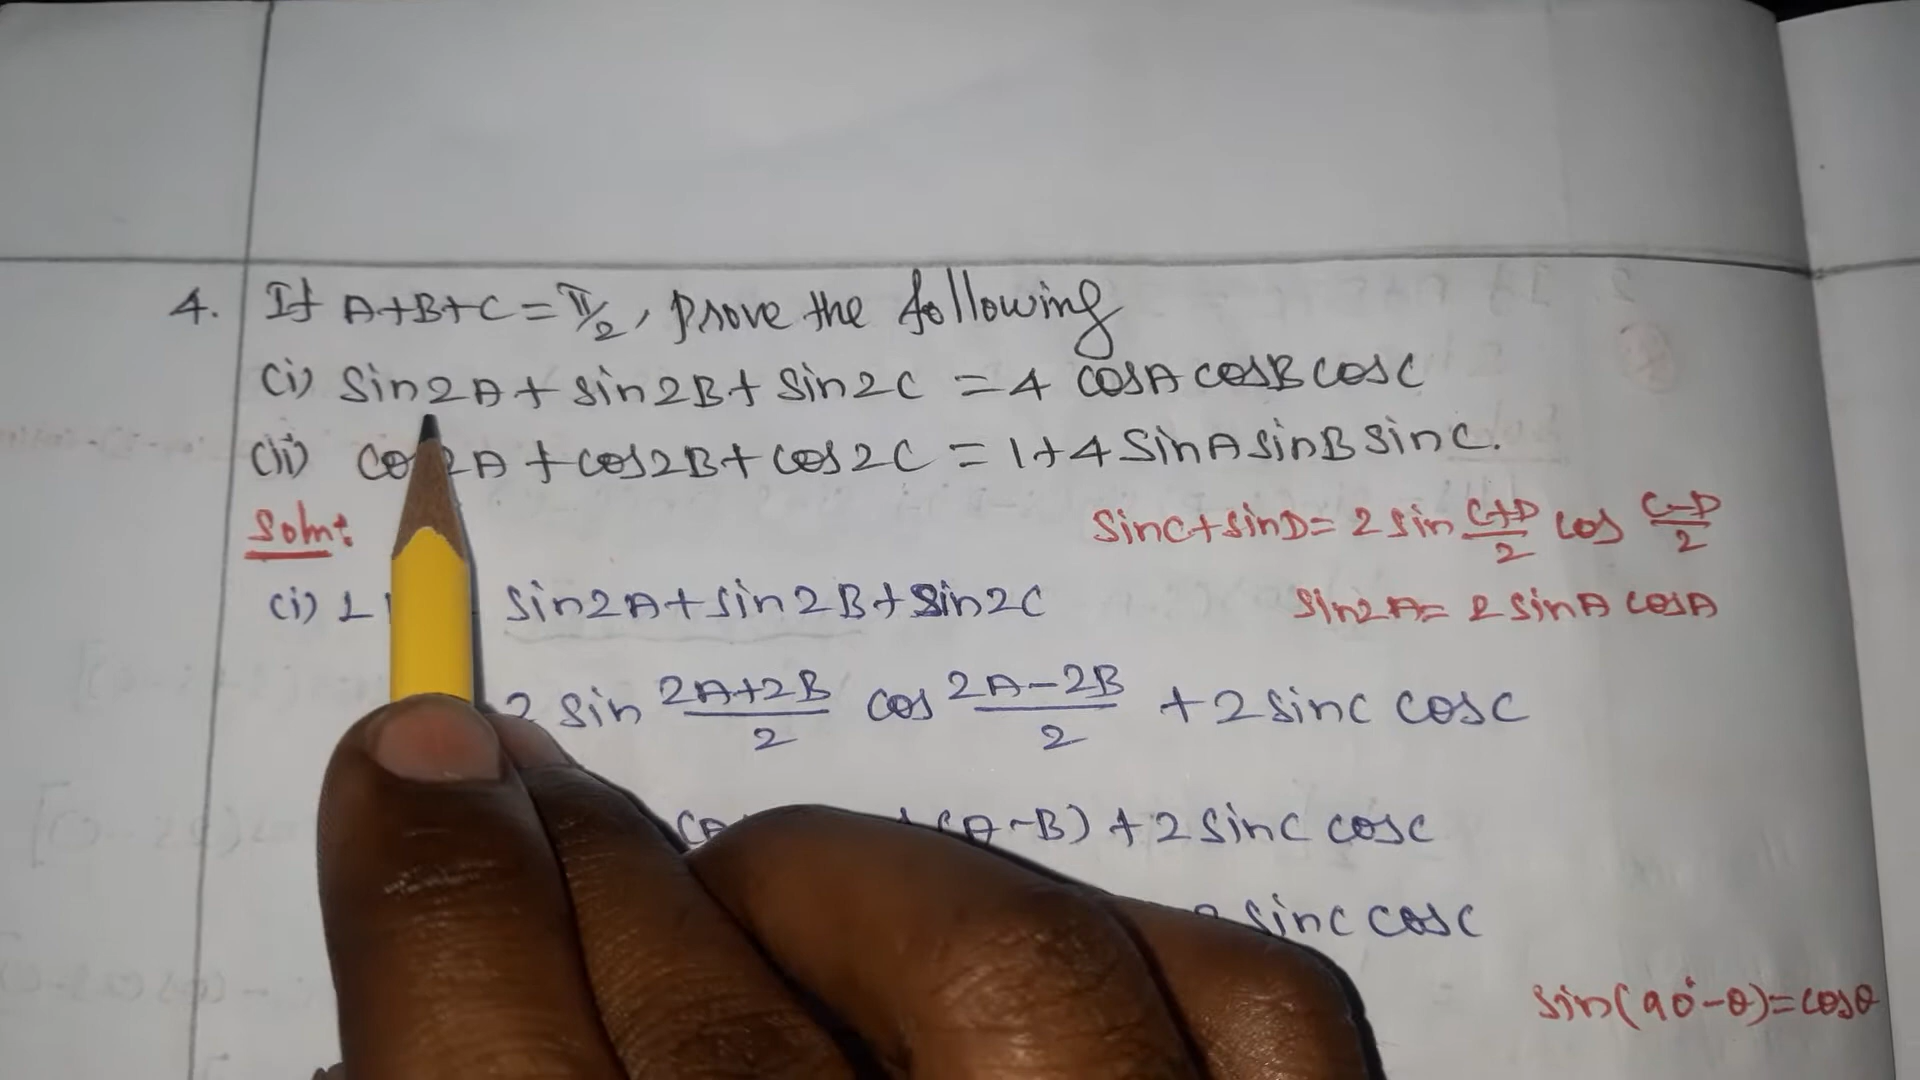 4. If A+B+C = π/2, prove the following
(i) sin2A + sin2B + sin2C = 4 cosA cosB cosC
(ii) cos2A + cos2B + cos2C = 1+4 sinA sinB sinC.
Soln:
sinC + sinD = 2 sin (C+D)/2 cos (C-D)/2
(i) sin2A + sin2B + sin2C
sin2A = 2 sinA cosA
2 sin (2A+2B)/2 cos (2A-2B)/2 + 2 sinC cosC
(A-B) + 2 sinC cosC
sinC cosC
sin(90°-θ) = cosθ